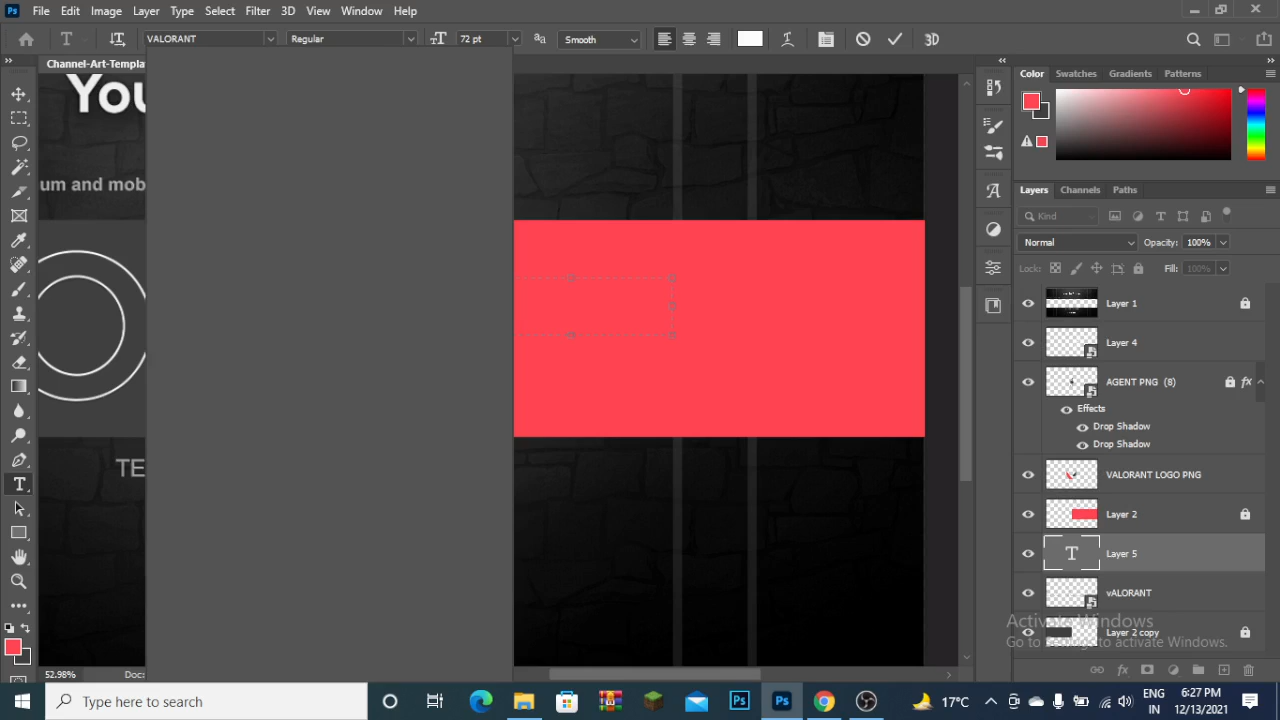 Ps File Edit Image Layer Type Select Filter 3D View Window Help
VALORANT Regular 72 pt Smooth 3D
Channel-Art-Templa
Color Swatches Gradients Patterns
You
um and mob
TE
Layers Channels Paths
Kind
Normal Opacity: 100%
Lock: Fill: 100%
Layer 1
Layer 4
AGENT PNG (8) fx
Effects
Drop Shadow
Drop Shadow
VALORANT LOGO PNG
Layer 2
T Layer 5
vALORANT
Layer 2 copy
Activate Windows
Go to Settings to activate Windows.
52.98% Doc:
Type here to search
17°C
ENG
IN
6:27 PM
12/13/2021